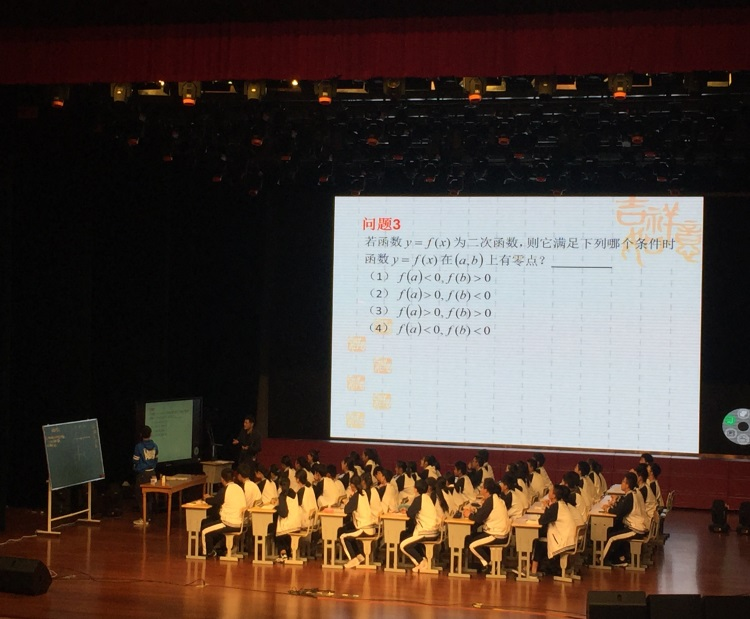 问题3
若函数 y = f(x) 为二次函数，则它满足下列哪个条件时
函数 y = f(x) 在 (a,b) 上有零点？
（1） f(a)<0, f(b)>0
（2） f(a)>0, f(b)<0
（3） f(a)>0, f(b)>0
（4） f(a)<0, f(b)<0
吉祥